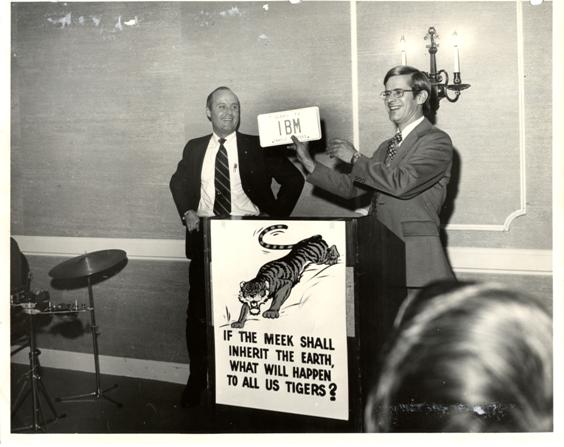 IBM
IF THE MEEK SHALL
INHERIT THE EARTH,
WHAT WILL HAPPEN
TO ALL US TIGERS?